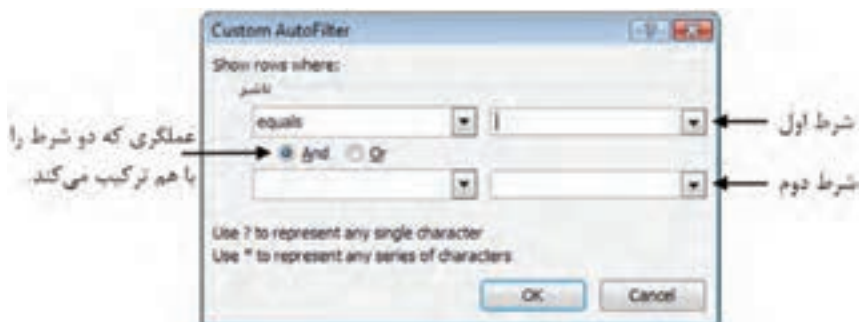 Custom AutoFilter
Show rows where:
ناشر
equals
شرط اول
عملگری که دو شرط را
با هم ترکیب می‌کند.
And Or
شرط دوم
Use ? to represent any single character
Use * to represent any series of characters
OK Cancel